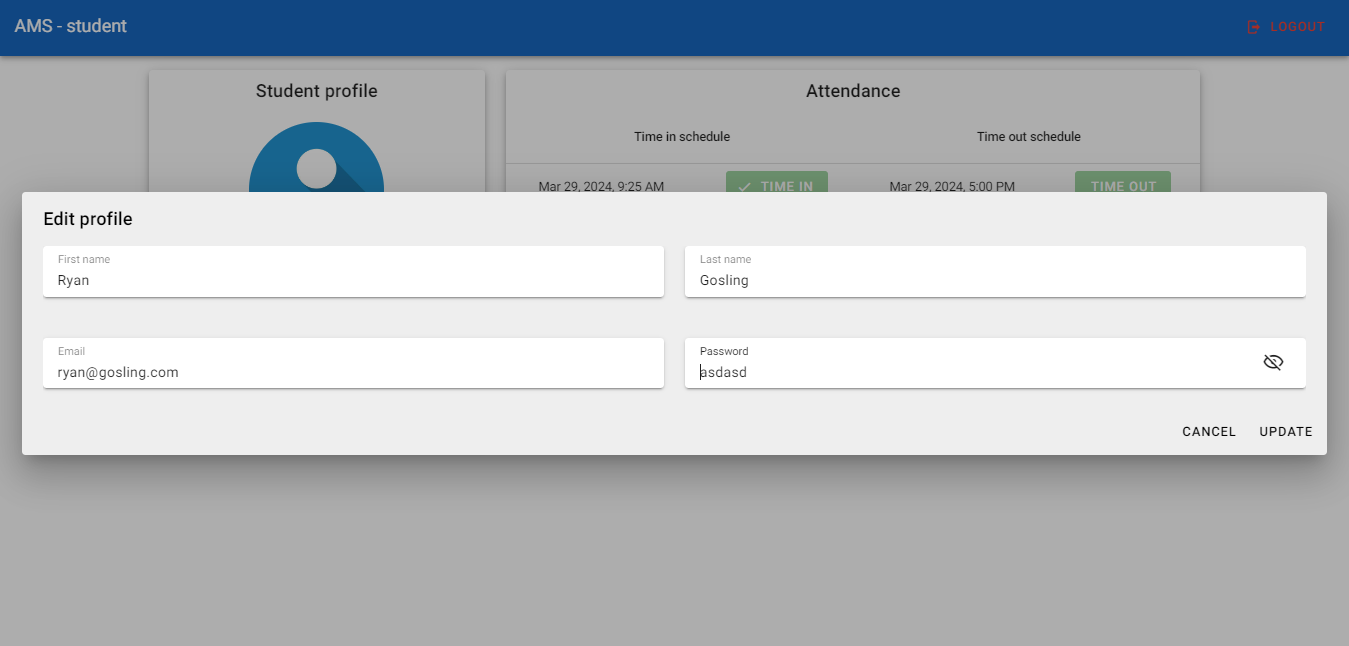 AMS - student
LOGOUT
Student profile
Attendance
Time in schedule
Time out schedule
Mar 29, 2024, 9:25 AM
TIME IN
Mar 29, 2024, 5:00 PM
TIME OUT
Edit profile
First name
Ryan
Last name
Gosling
Email
ryan@gosling.com
Password
asdasd
CANCEL
UPDATE